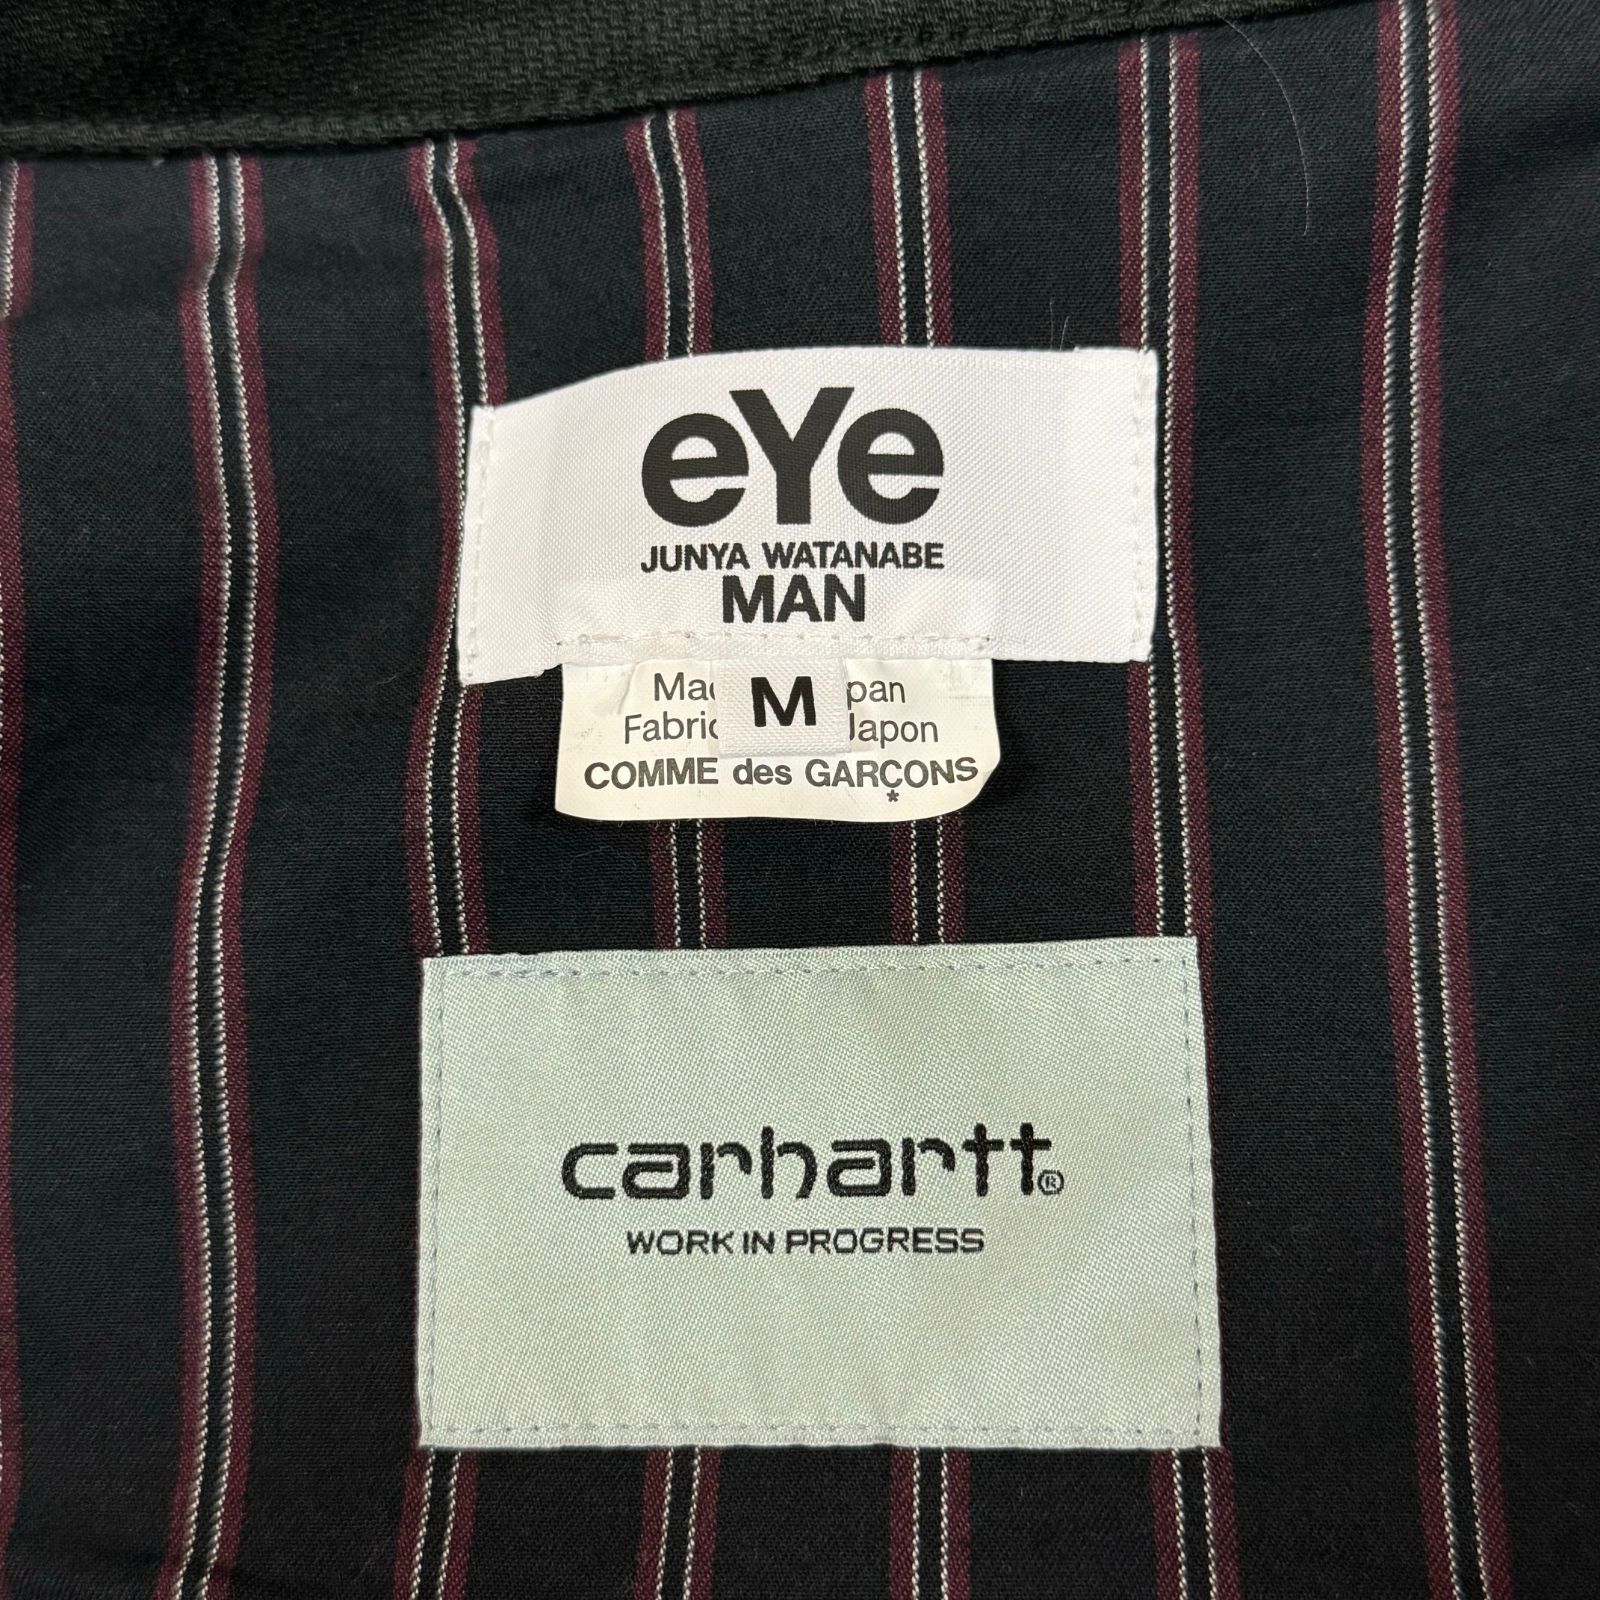 eYe
JUNYA WATANABE
MAN
M
COMME des GARÇONS
*
carhartt®
WORK IN PROGRESS